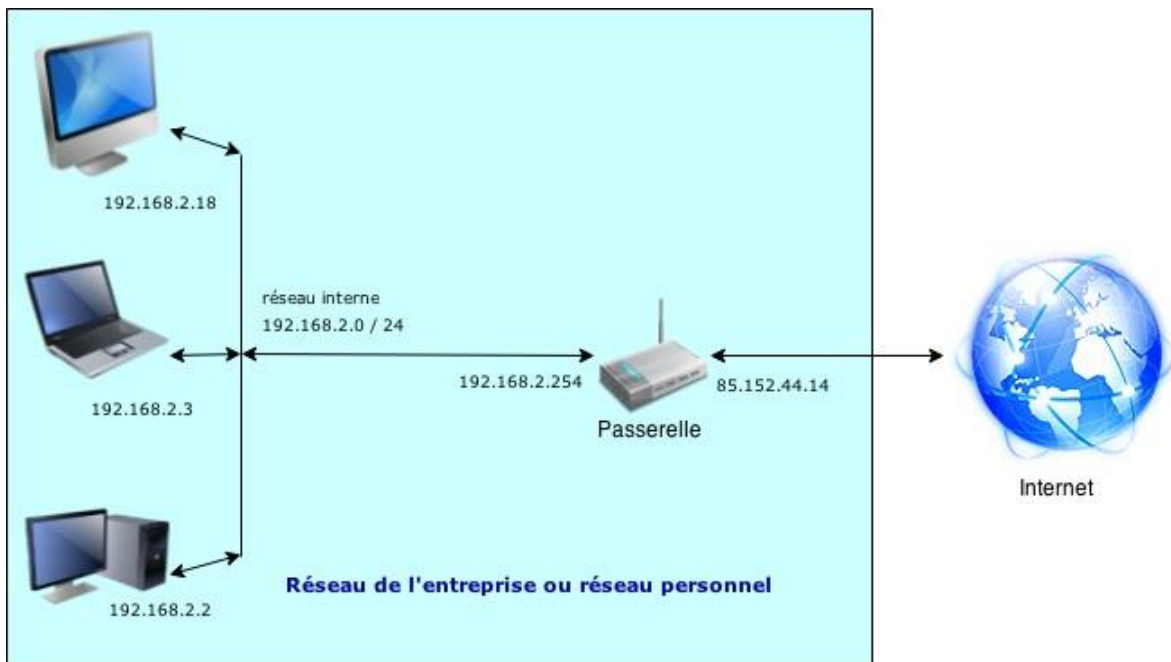 192.168.2.18
réseau interne
192.168.2.0 / 24
192.168.2.3
192.168.2.254
85.152.44.14
Passerelle
Internet
192.168.2.2
Réseau de l'entreprise ou réseau personnel